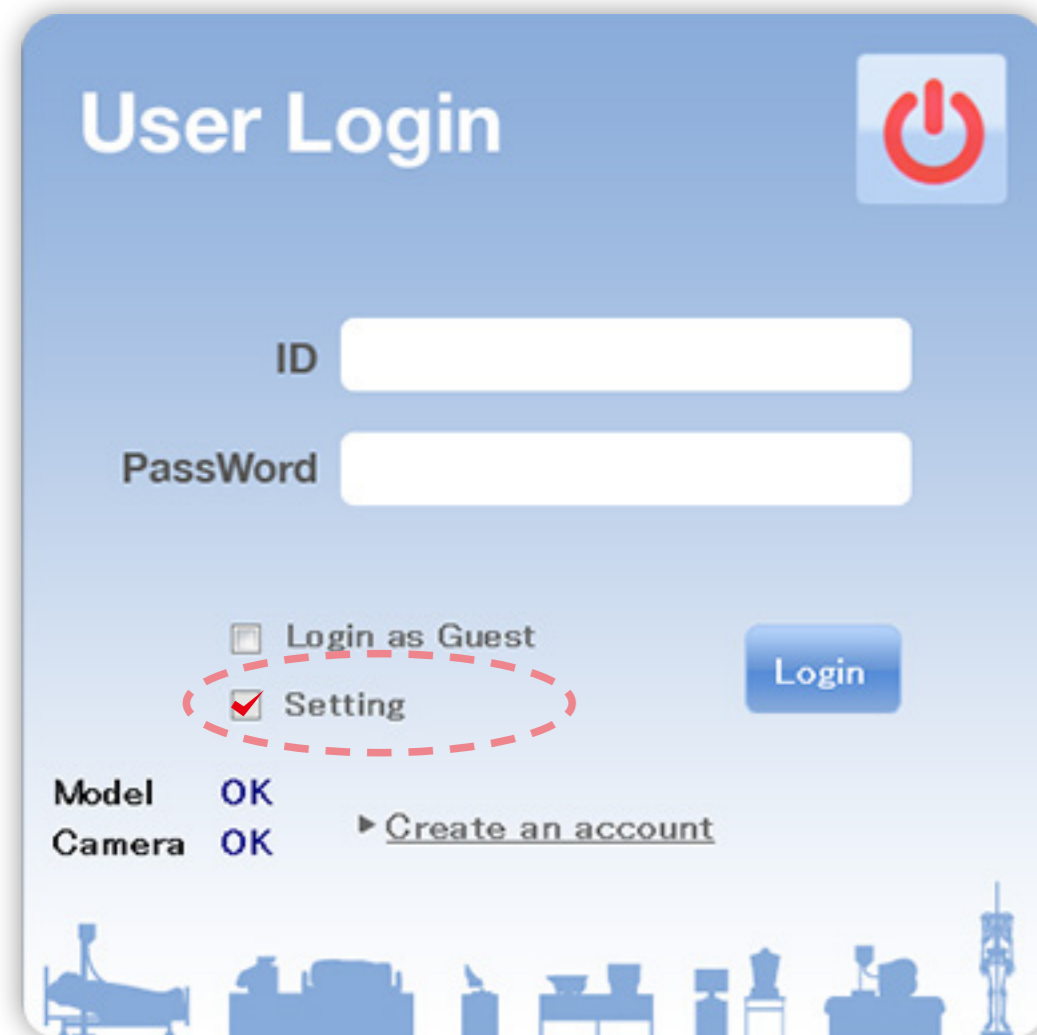 User Login
ID
PassWord
Login as Guest
Login
Setting
Model OK
Camera OK
Create an account